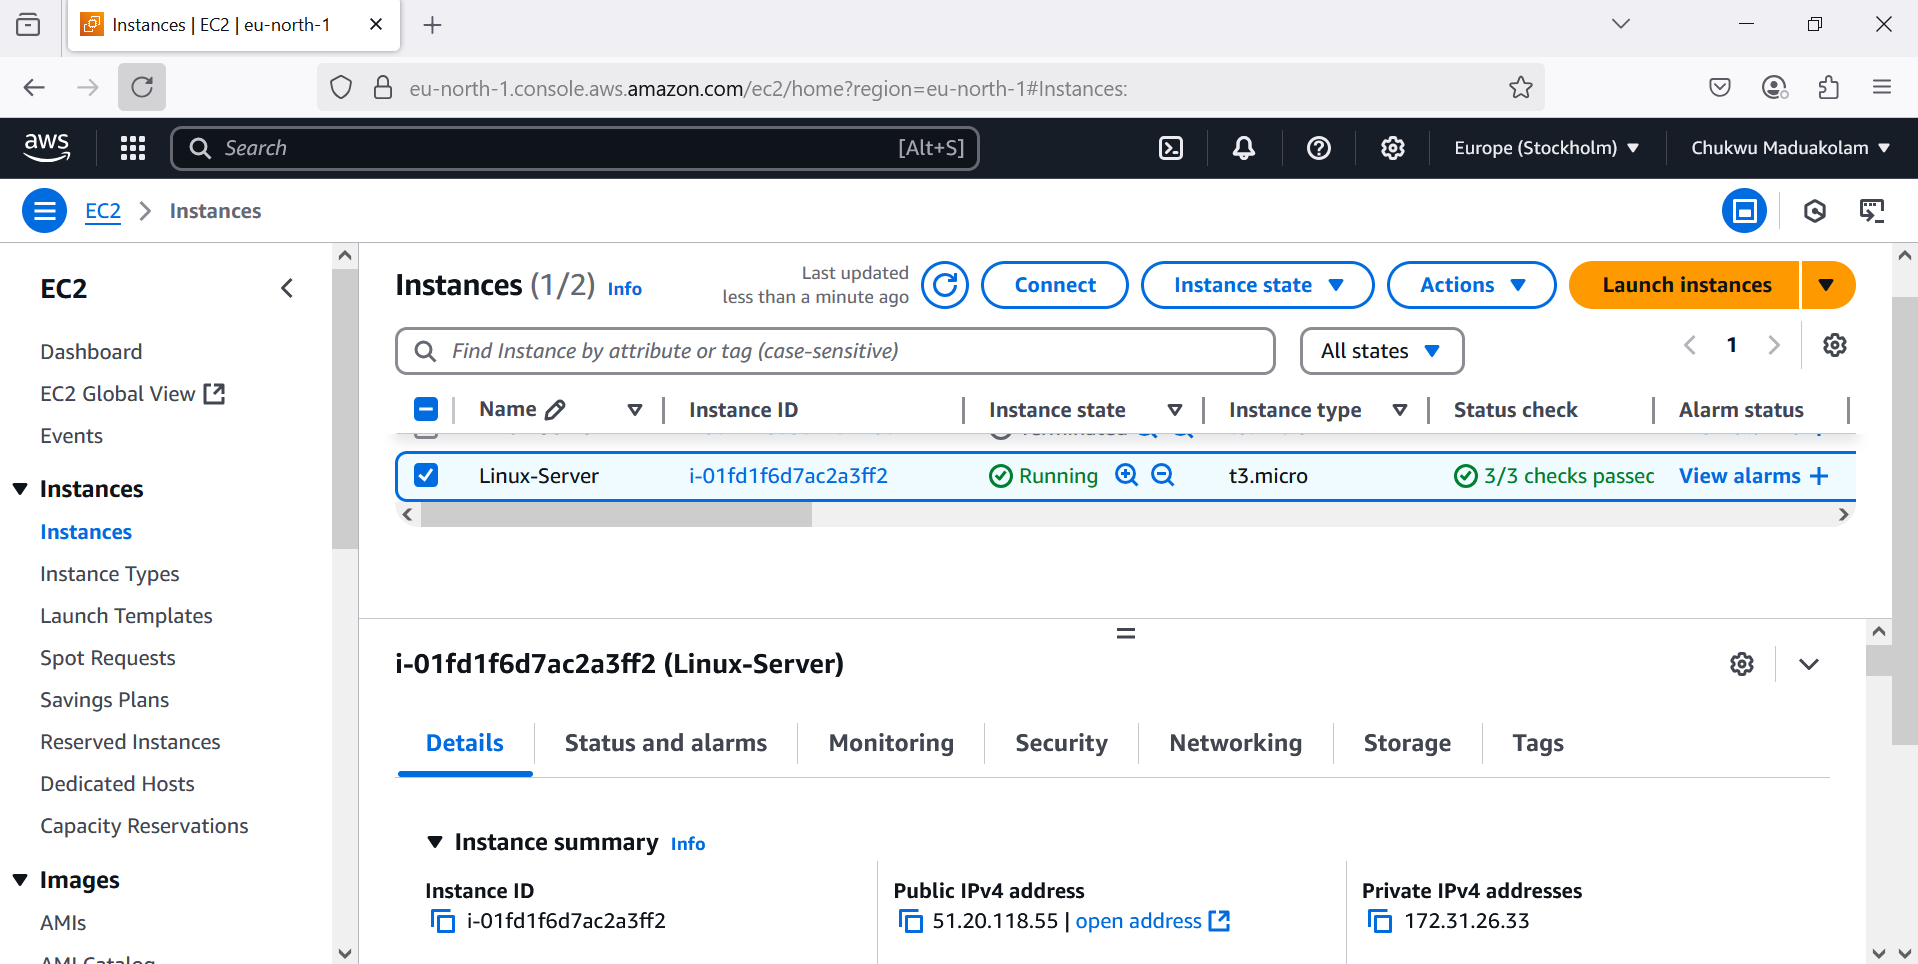 Instances | EC2 | eu-north-1
eu-north-1.console.aws.amazon.com/ec2/home?region=eu-north-1#Instances:
aws
Search
[Alt+S]
Europe (Stockholm)
Chukwu Maduakolam
EC2
Instances
EC2
Dashboard
EC2 Global View
Events
Instances
Instances
Instance Types
Launch Templates
Spot Requests
Savings Plans
Reserved Instances
Dedicated Hosts
Capacity Reservations
Images
AMIs
AMI Catalog
Instances (1/2) Info
Last updated
less than a minute ago
Connect
Instance state
Actions
Launch instances
Find Instance by attribute or tag (case-sensitive)
All states
1
Name
Instance ID
Instance state
Instance type
Status check
Alarm status
Terminated
Linux-Server
i-01fd1f6d7ac2a3ff2
Running
t3.micro
3/3 checks passec
View alarms +
i-01fd1f6d7ac2a3ff2 (Linux-Server)
Details
Status and alarms
Monitoring
Security
Networking
Storage
Tags
Instance summary Info
Instance ID
i-01fd1f6d7ac2a3ff2
Public IPv4 address
51.20.118.55 | open address
Private IPv4 addresses
172.31.26.33